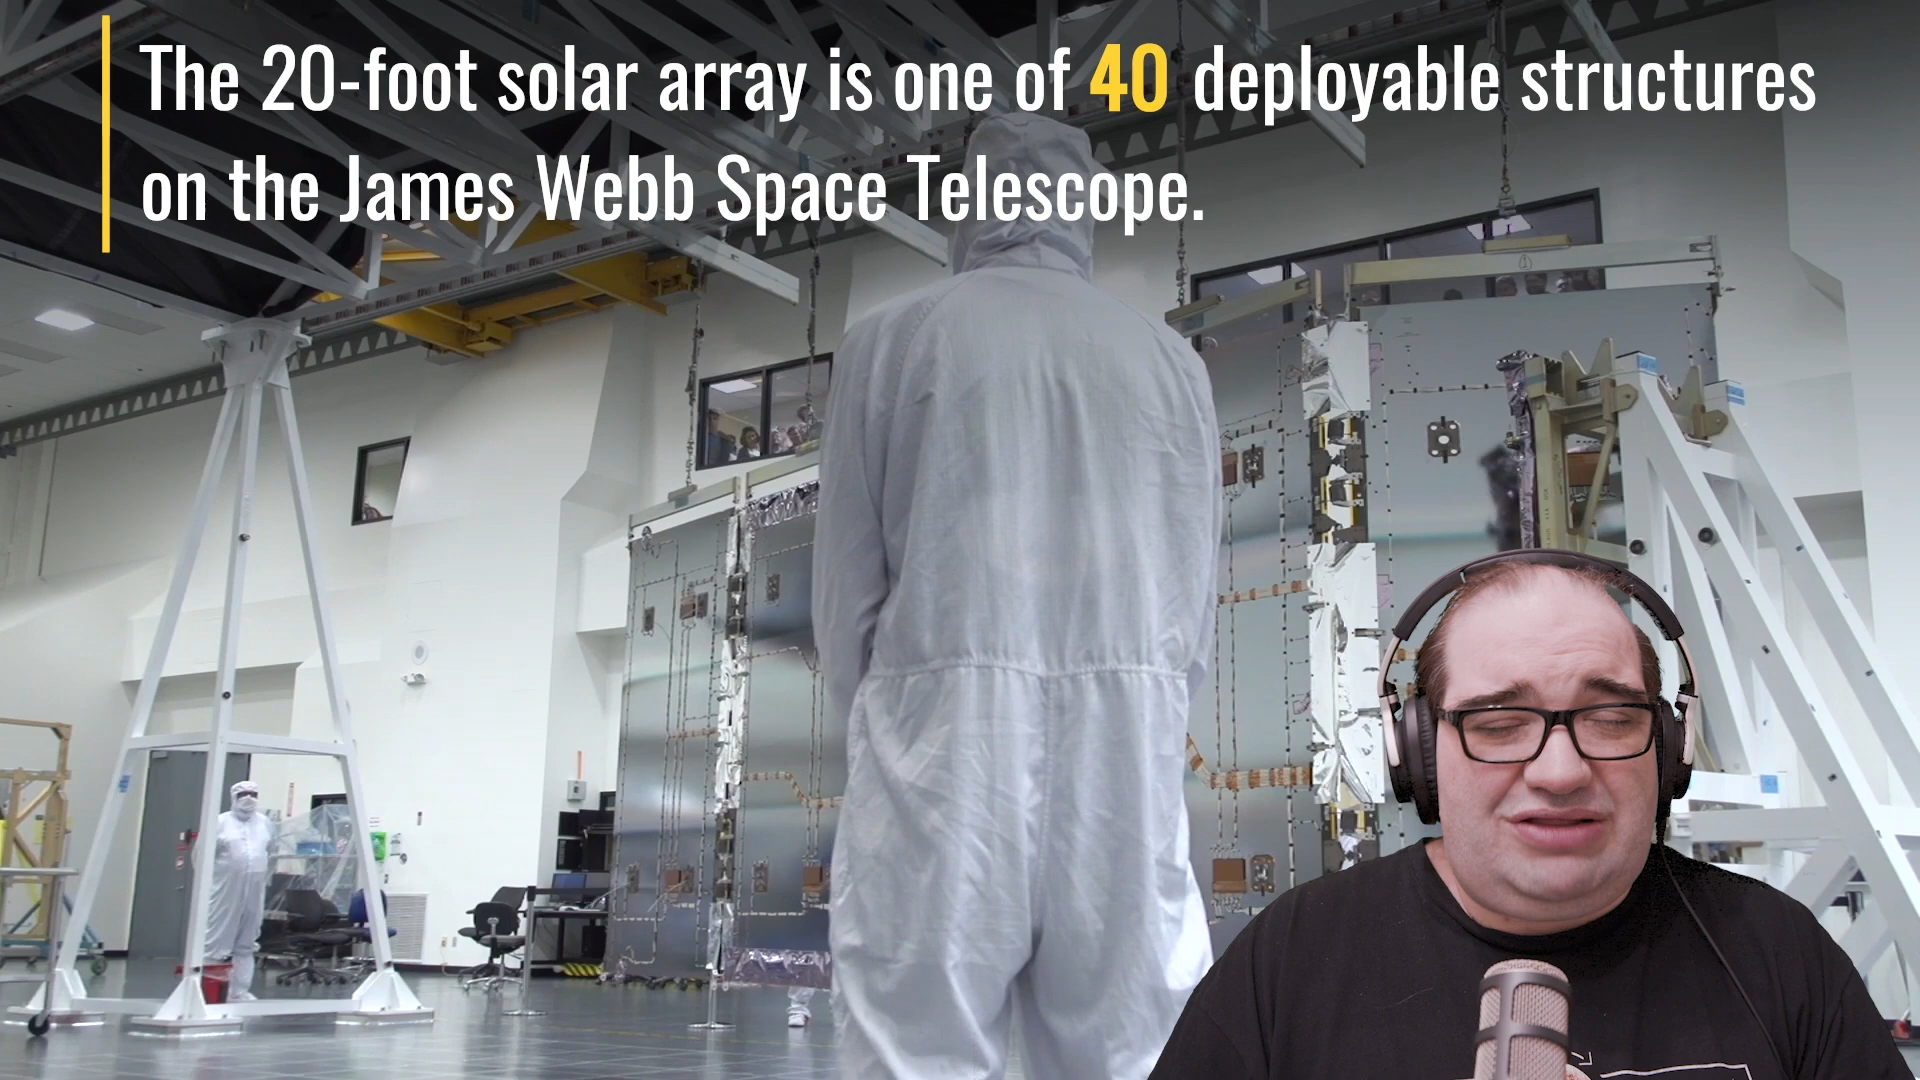 The 20-foot solar array is one of 40 deployable structures
on the James Webb Space Telescope.